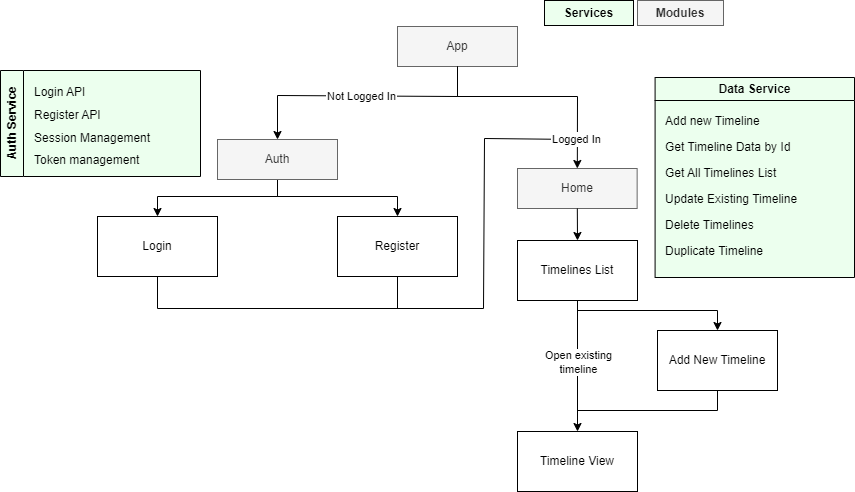 Services
Modules
App
Auth Service
Login API
Register API
Session Management
Token management
Data Service
Add new Timeline
Get Timeline Data by Id
Get All Timelines List
Update Existing Timeline
Delete Timelines
Duplicate Timeline
Not Logged In
Logged In
Auth
Home
Login
Register
Timelines List
Open existing
timeline
Add New Timeline
Timeline View